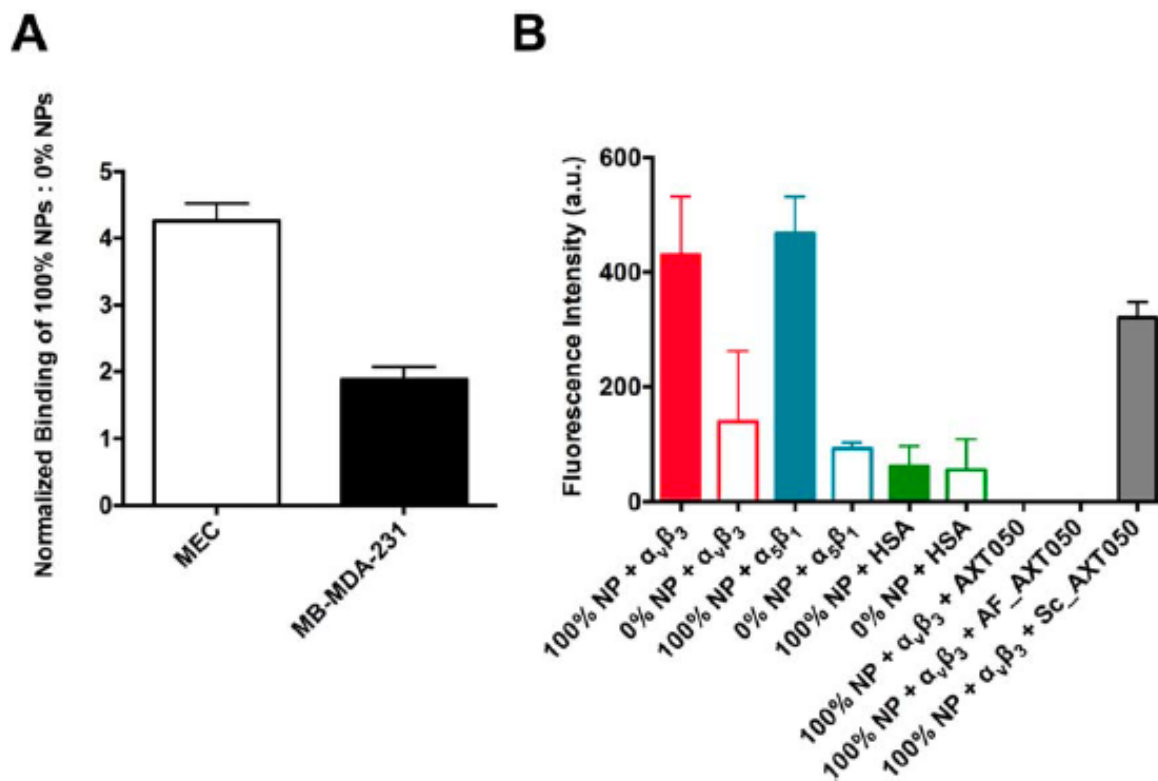 A
Normalized Binding of 100% NPs : 0% NPs
5
4
3
2
1
0
MEC
MB-MDA-231
B
Fluorescence Intensity (a.u.)
600
400
200
0
100% NP + αvβ3
0% NP + αvβ3
100% NP + α5β1
0% NP + α5β1
100% NP + HSA
0% NP + HSA
100% NP + αvβ3 + AXT050
100% NP + αvβ3 + AF_AXT050
100% NP + αvβ3 + Sc_AXT050